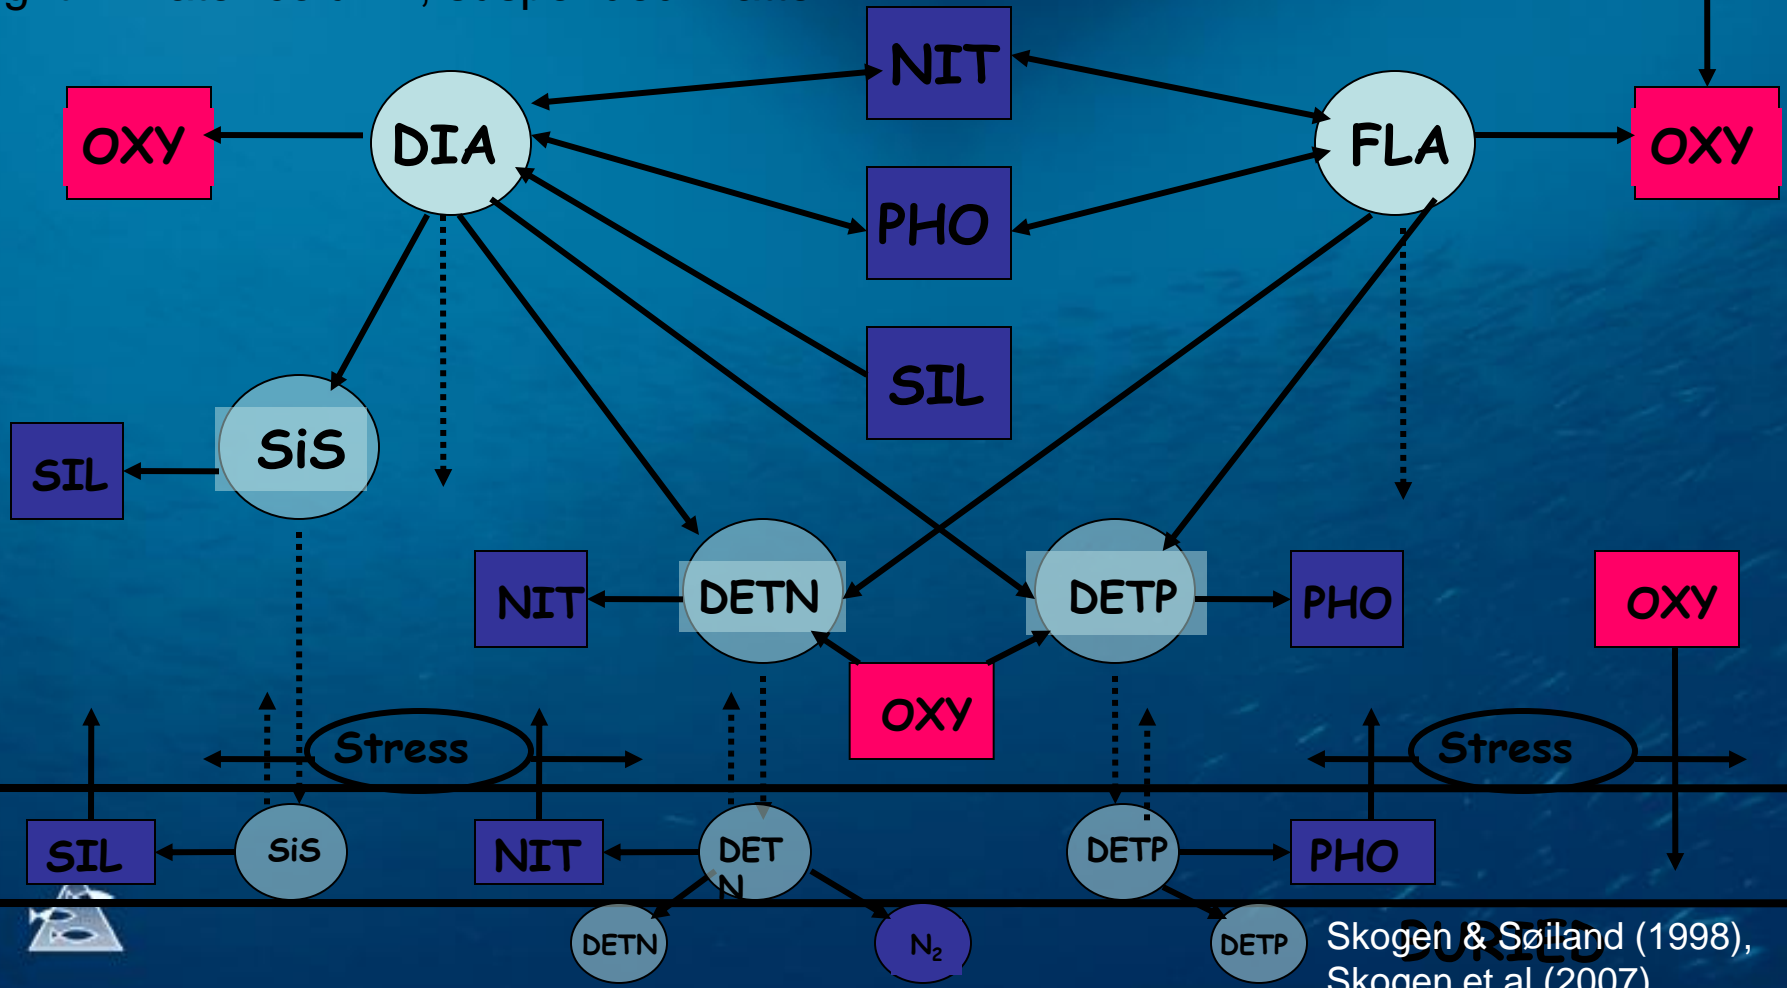 NIT
OXY
DIA
FLA
OXY
PHO
SIL
SiS
SIL
NIT
DETN
DETP
PHO
OXY
OXY
Stress
Stress
SIL
SiS
NIT
DET
N
DETP
PHO
DETN
N₂
DETP
BURIED
Skogen & Søiland (1998),
Skogen et al (2007)